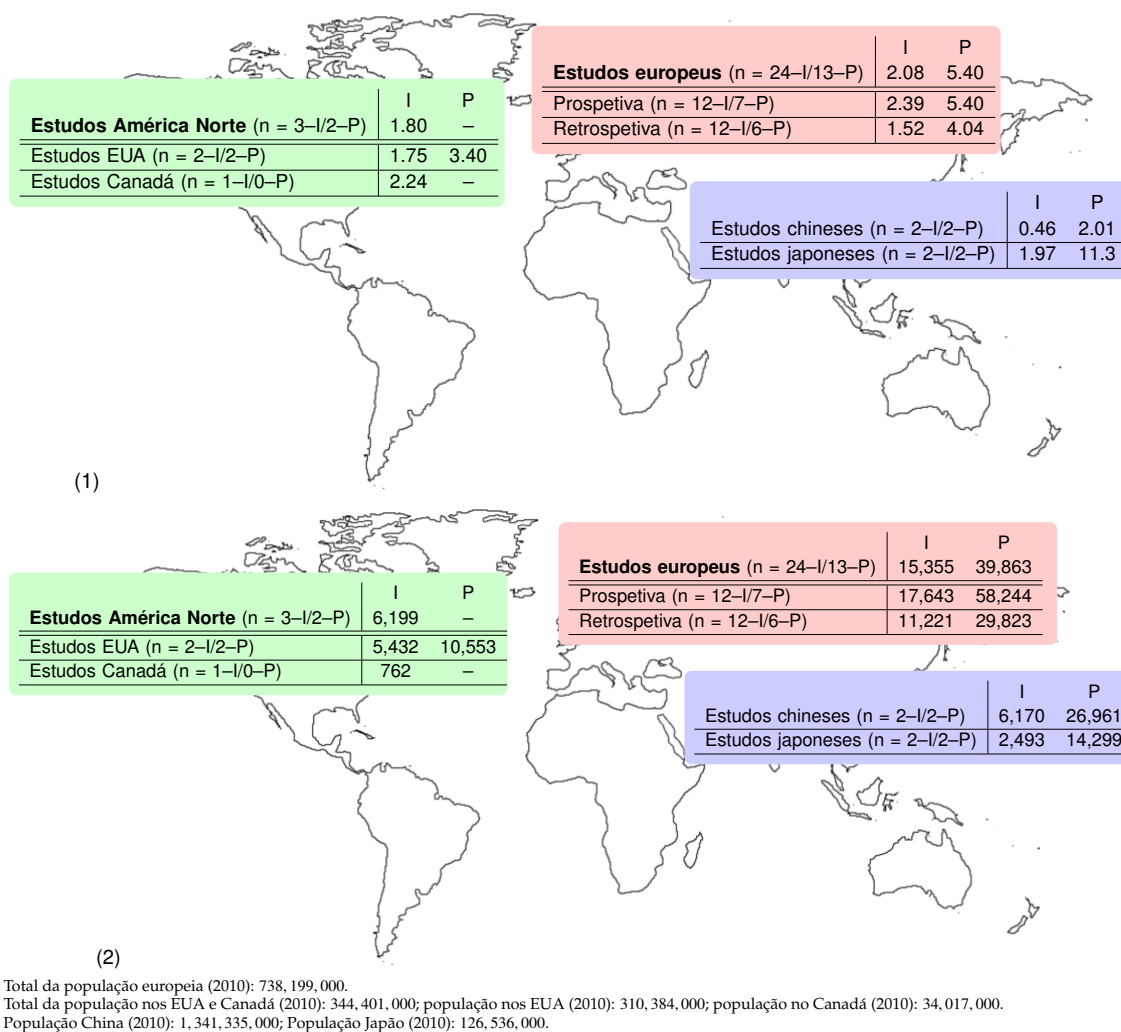 I P
Estudos europeus (n = 24–I/13–P) 2.08 5.40
Prospetiva (n = 12–I/7–P) 2.39 5.40
Retrospetiva (n = 12–I/6–P) 1.52 4.04
I P
Estudos América Norte (n = 3–I/2–P) 1.80 –
Estudos EUA (n = 2–I/2–P) 1.75 3.40
Estudos Canadá (n = 1–I/0–P) 2.24 –
I P
Estudos chineses (n = 2–I/2–P) 0.46 2.01
Estudos japoneses (n = 2–I/2–P) 1.97 11.3
(1)
I P
Estudos europeus (n = 24–I/13–P) 15,355 39,863
Prospetiva (n = 12–I/7–P) 17,643 58,244
Retrospetiva (n = 12–I/6–P) 11,221 29,823
I P
Estudos América Norte (n = 3–I/2–P) 6,199 –
Estudos EUA (n = 2–I/2–P) 5,432 10,553
Estudos Canadá (n = 1–I/0–P) 762 –
I P
Estudos chineses (n = 2–I/2–P) 6,170 26,961
Estudos japoneses (n = 2–I/2–P) 2,493 14,299
(2)
Total da população europeia (2010): 738, 199, 000.
Total da população nos EUA e Canadá (2010): 344, 401, 000; população nos EUA (2010): 310, 384, 000; população no Canadá (2010): 34, 017, 000.
População China (2010): 1, 341, 335, 000; População Japão (2010): 126, 536, 000.